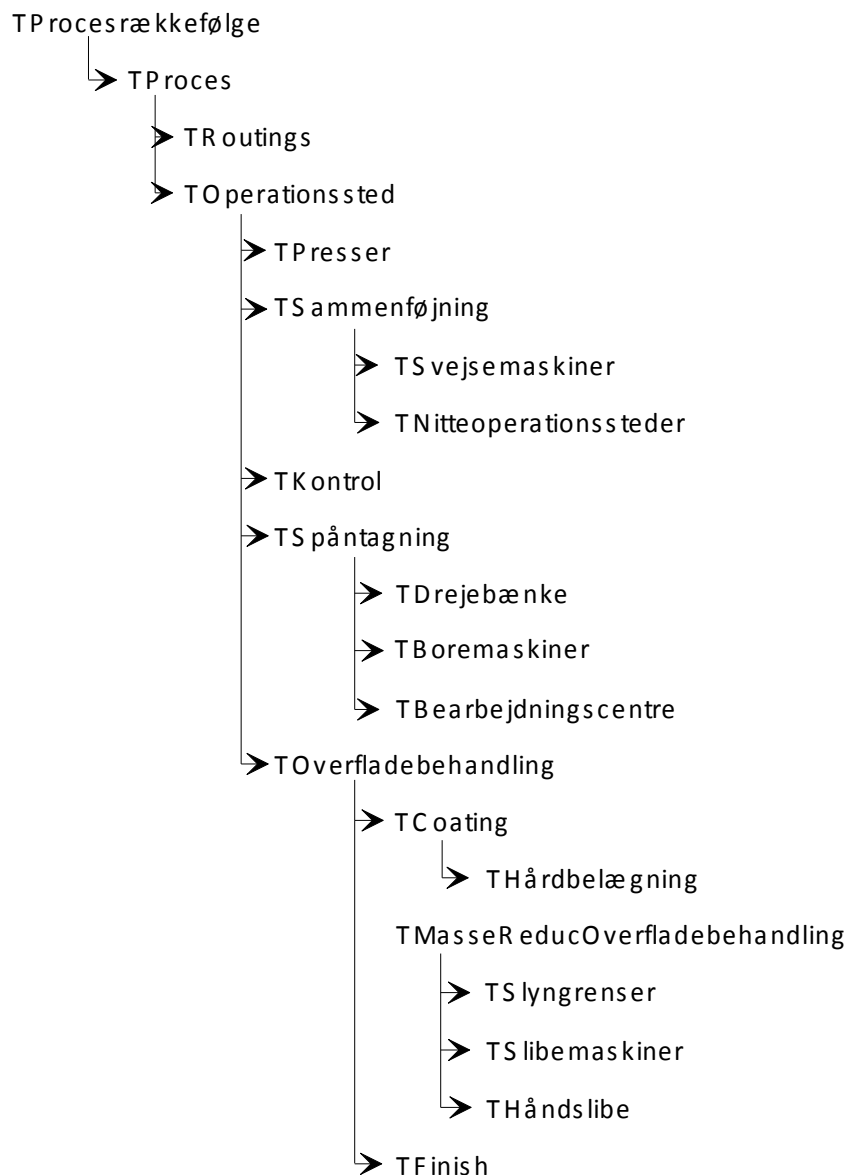 TProcesrækkefølge
TProces
TRoutings
TOperationssted
TPresser
TSammenføjning
TSvejsemaskiner
TNitteoperationssteder
TKontrol
TSpåntagning
TDrejebænke
TBoremaskiner
TBearbejdningscentre
TOverfladebehandling
TCoating
THårdbelægning
TMasseReducOverfladebehandling
TSlyngrenser
TSlibemaskiner
THåndslibe
TFinish